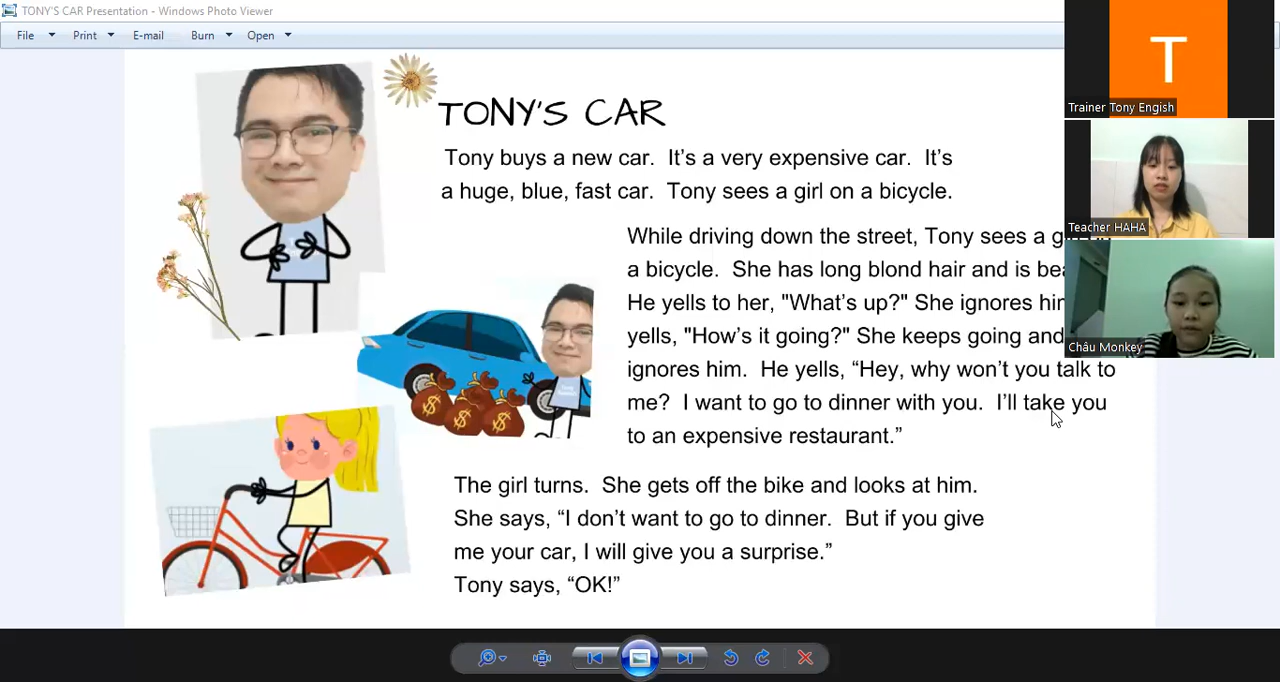 TONY'S CAR Presentation - Windows Photo Viewer
File Print E-mail Burn Open
TONY'S CAR
Tony buys a new car. It's a very expensive car. It's
a huge, blue, fast car. Tony sees a girl on a bicycle.
While driving down the street, Tony sees a
a bicycle. She has long blond hair and is
He yells to her, "What's up?" She ignores
yells, "How's it going?" She keeps going and
ignores him. He yells, “Hey, why won't you talk to
me? I want to go to dinner with you. I'll take you
to an expensive restaurant.”
The girl turns. She gets off the bike and looks at him.
She says, “I don't want to go to dinner. But if you give
me your car, I will give you a surprise.”
Tony says, “OK!”
T
Trainer Tony Engish
Teacher HAHA
Châu Monkey